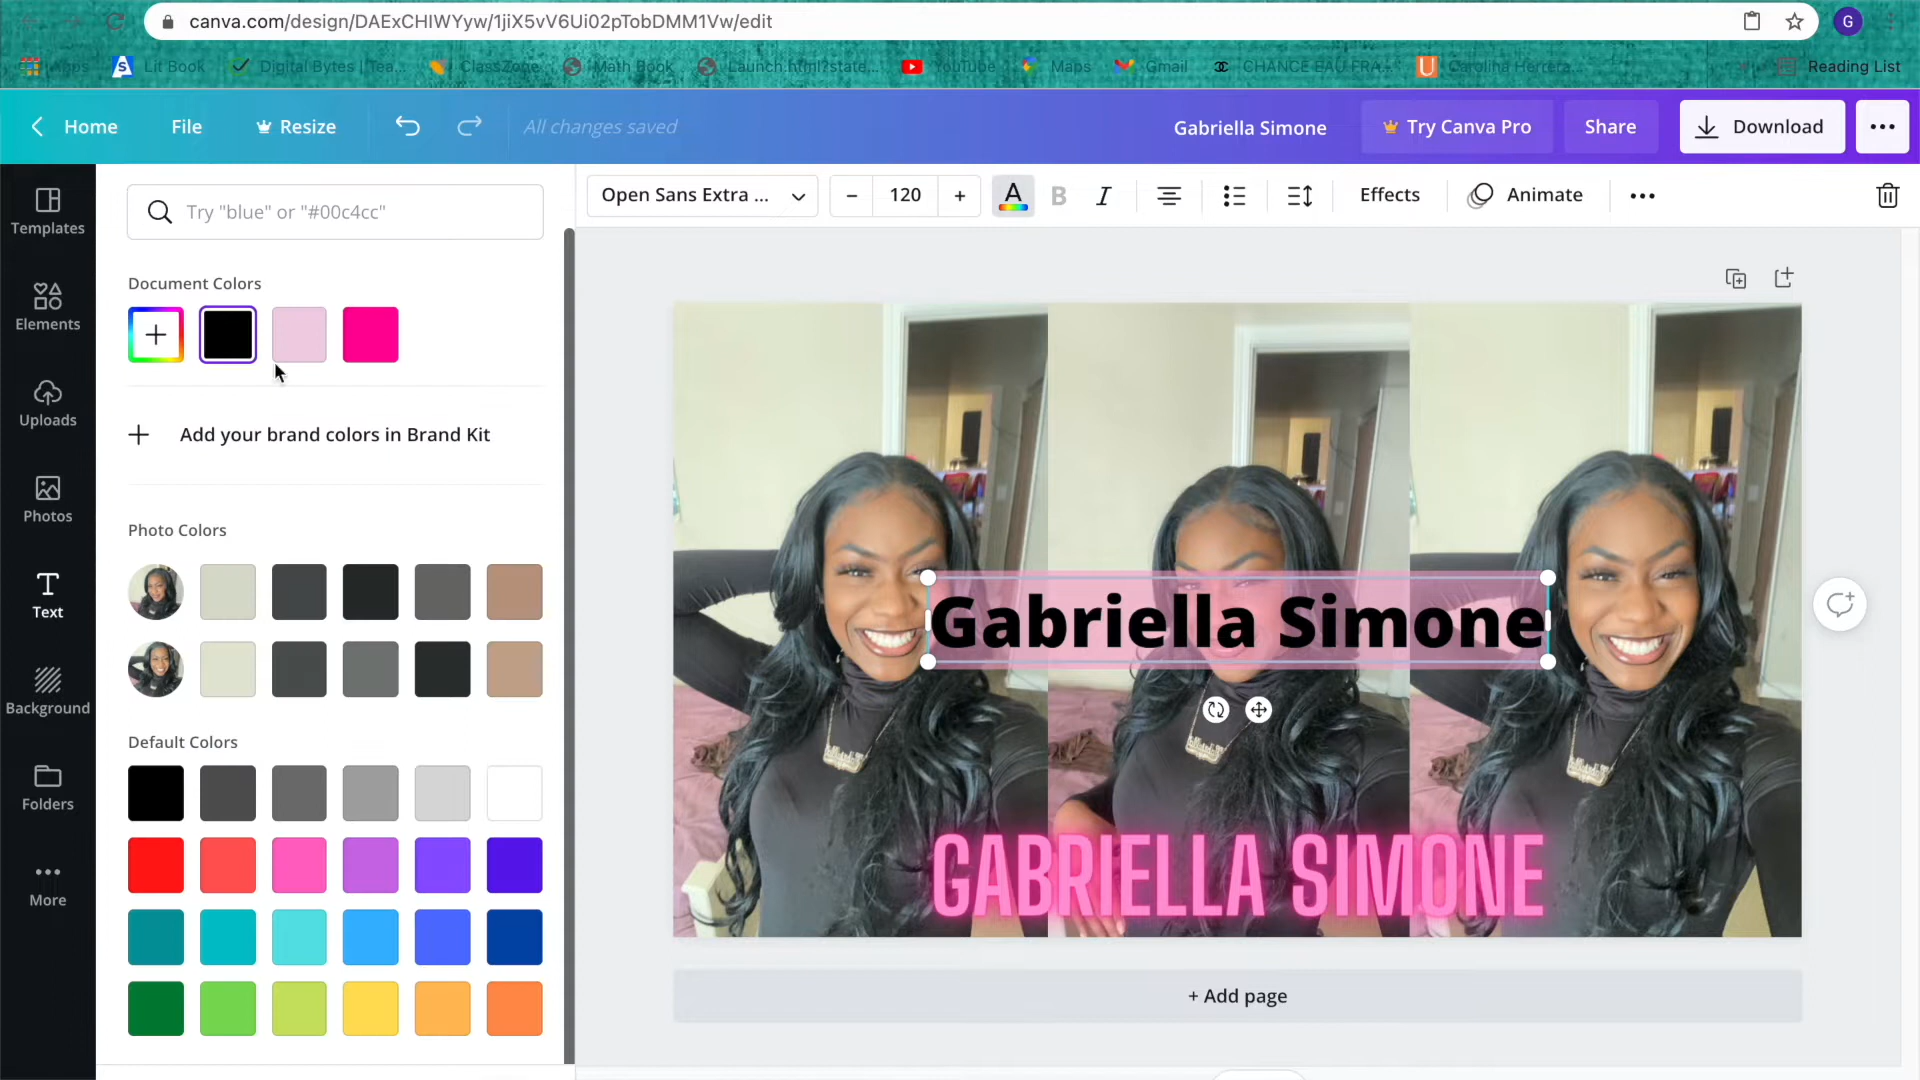 canva.com/design/DAExCHIWYyw/1jiX5vV6Ui02pTobDMM1Vw/edit
G
Apps
Lit Book
Digital Bytes | Tea...
ClassZone
Math Book
Launch.html?state...
YouTube
Maps
Gmail
CHANCE EAU FRA...
Carolina Herrera...
Reading List
Home
File
Resize
All changes saved
Gabriella Simone
Try Canva Pro
Share
Download
Templates
Elements
Uploads
Photos
Text
Background
Folders
More
Try "blue" or "#00c4cc"
Document Colors
Add your brand colors in Brand Kit
Photo Colors
Default Colors
Open Sans Extra ...
120
A
B
I
Effects
Animate
Gabriella Simone
GABRIELLA SIMONE
+ Add page